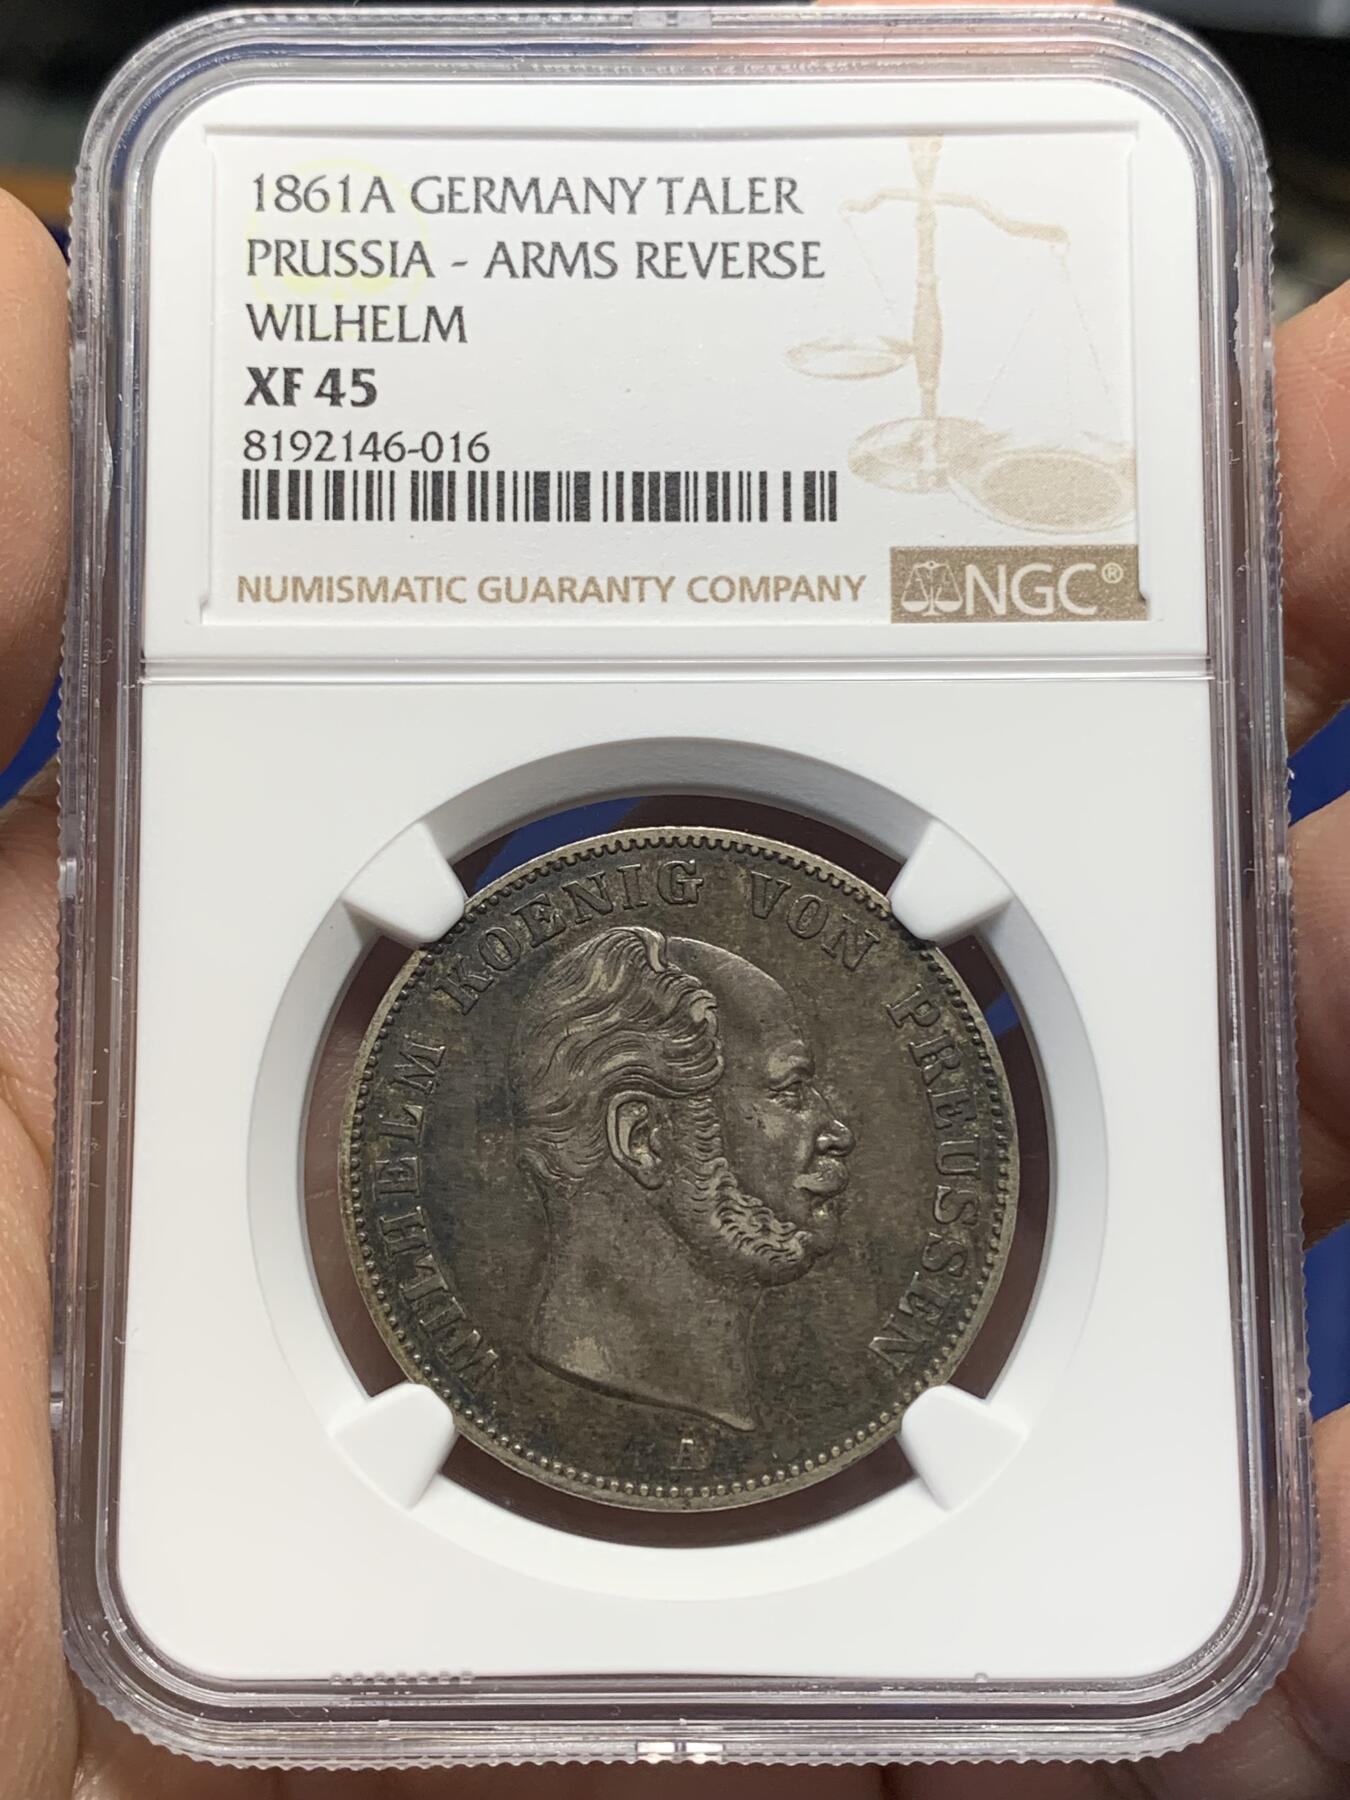 1861A GERMANY TALER
PRUSSIA - ARMS REVERSE
WILHELM
XF 45
8192146-016
NUMISMATIC GUARANTY COMPANY
NGC®
WILHELM KOENIG VON PREUSSEN
A